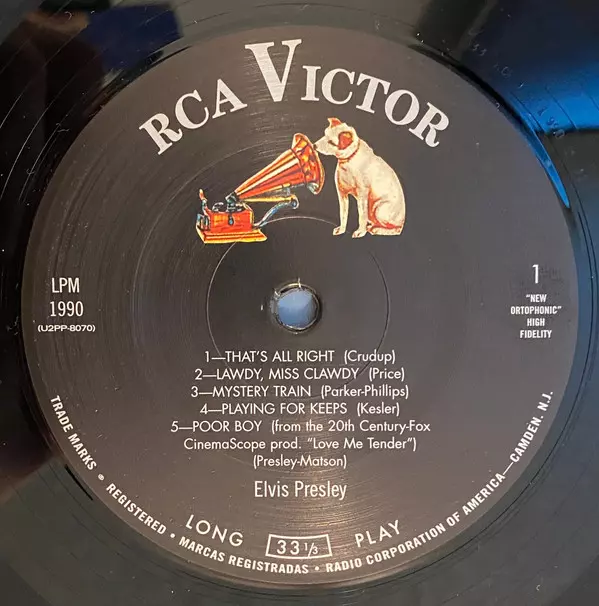 RCA VICTOR
LPM
1990
(U2PP-8070)
1
"NEW
ORTOPHONIC"
HIGH
FIDELITY
1—THAT'S ALL RIGHT (Crudup)
2—LAWDY, MISS CLAWDY (Price)
3—MYSTERY TRAIN (Parker-Phillips)
4—PLAYING FOR KEEPS (Kesler)
5—POOR BOY (from the 20th Century-Fox
CinemaScope prod. "Love Me Tender")
(Presley-Matson)
Elvis Presley
LONG 33 1/3 PLAY
TRADE MARKS • REGISTERED • MARCAS REGISTRADAS • RADIO CORPORATION OF AMERICA—CAMDEN, N.J.